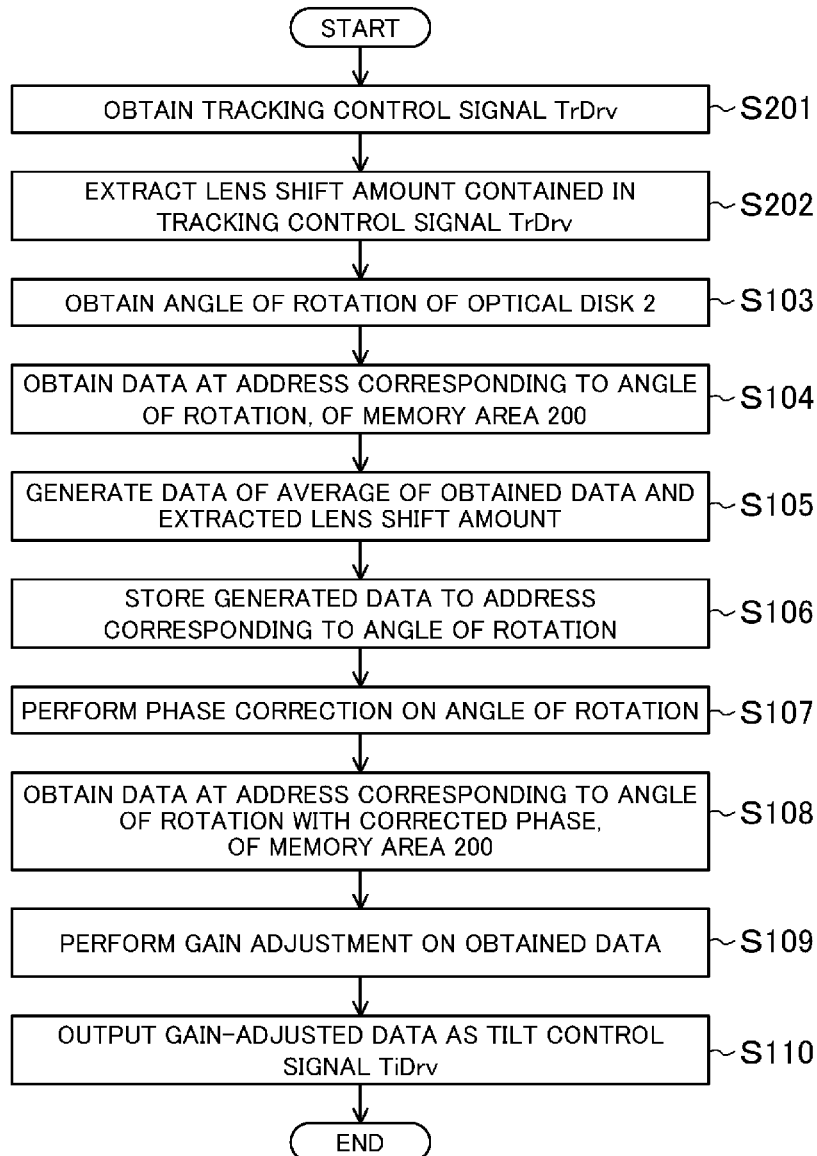 START
OBTAIN TRACKING CONTROL SIGNAL TrDrv
S201
EXTRACT LENS SHIFT AMOUNT CONTAINED IN
TRACKING CONTROL SIGNAL TrDrv
S202
OBTAIN ANGLE OF ROTATION OF OPTICAL DISK 2
S103
OBTAIN DATA AT ADDRESS CORRESPONDING TO ANGLE
OF ROTATION, OF MEMORY AREA 200
S104
GENERATE DATA OF AVERAGE OF OBTAINED DATA AND
EXTRACTED LENS SHIFT AMOUNT
S105
STORE GENERATED DATA TO ADDRESS
CORRESPONDING TO ANGLE OF ROTATION
S106
PERFORM PHASE CORRECTION ON ANGLE OF ROTATION
S107
OBTAIN DATA AT ADDRESS CORRESPONDING TO ANGLE
OF ROTATION WITH CORRECTED PHASE,
OF MEMORY AREA 200
S108
PERFORM GAIN ADJUSTMENT ON OBTAINED DATA
S109
OUTPUT GAIN-ADJUSTED DATA AS TILT CONTROL
SIGNAL TiDrv
S110
END